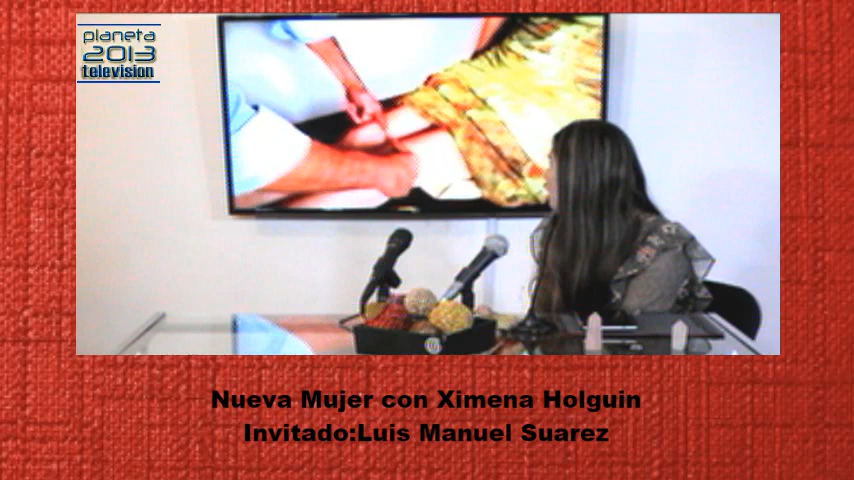 planeta
2013
television
Nueva Mujer con Ximena Holguin
Invitado:Luis Manuel Suarez